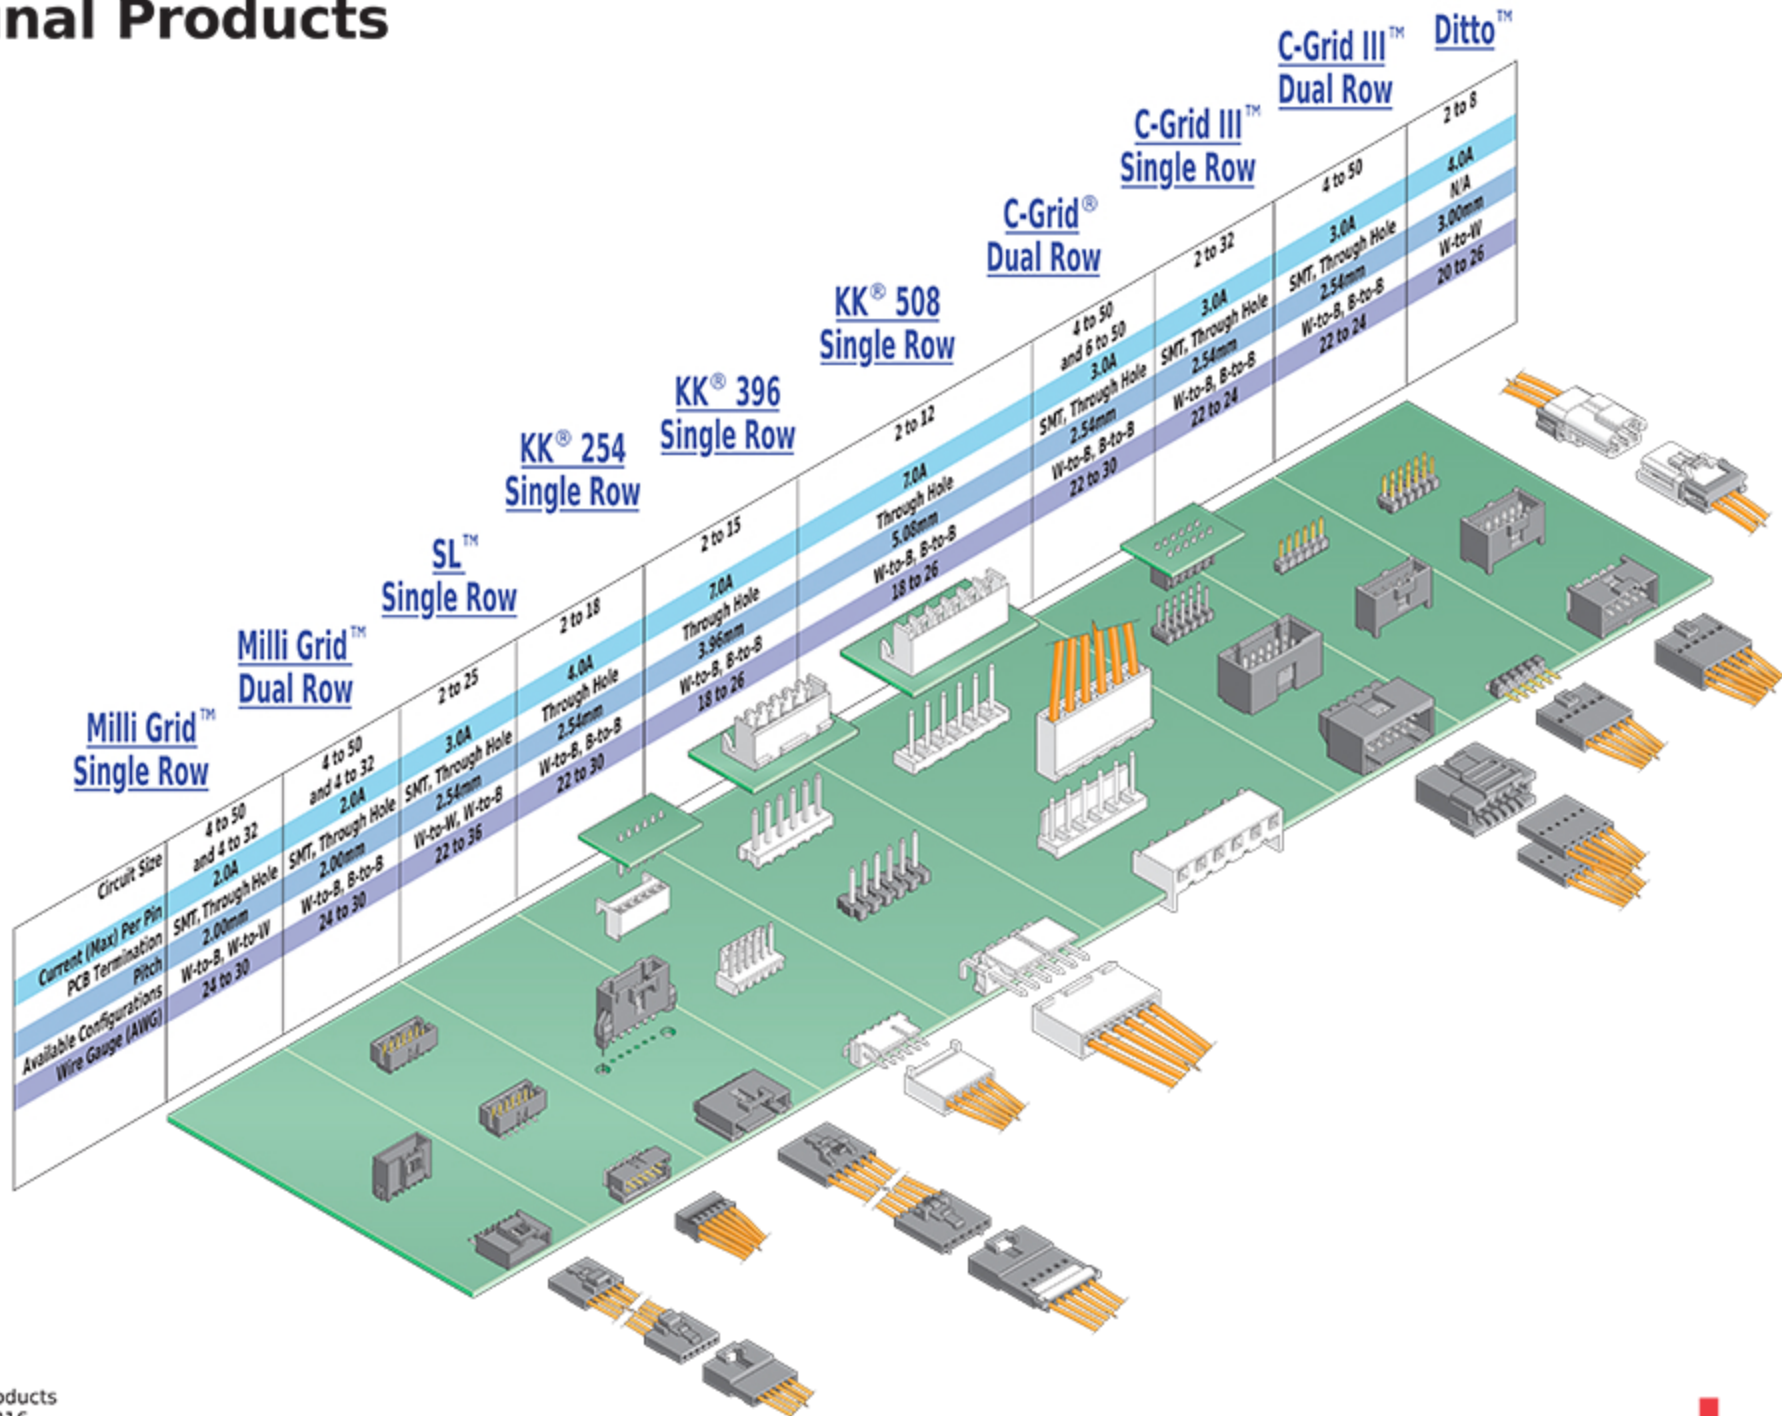 nal Products
Milli Grid™
Single Row
Milli Grid™
Dual Row
SL™
Single Row
KK® 254
Single Row
KK® 396
Single Row
KK® 508
Single Row
C-Grid®
Dual Row
C-Grid III™
Single Row
C-Grid III™
Dual Row
Ditto™
Circuit Size
Current (Max) Per Pin
PCB Termination
Pitch
Available Configurations
Wire Gauge (AWG)
4 to 50
and 4 to 32
2.0A
SMT, Through Hole
2.00mm
W-to-B, W-to-W
24 to 30
4 to 50
and 4 to 32
2.0A
SMT, Through Hole
2.00mm
W-to-B, B-to-B
24 to 30
2 to 25
3.0A
SMT, Through Hole
2.54mm
W-to-W, W-to-B
22 to 36
2 to 18
4.0A
Through Hole
2.54mm
W-to-B, B-to-B
22 to 30
2 to 15
7.0A
Through Hole
3.96mm
W-to-B, B-to-B
18 to 26
2 to 12
7.0A
Through Hole
5.08mm
W-to-B, B-to-B
18 to 26
4 to 50
and 6 to 50
3.0A
SMT, Through Hole
2.54mm
W-to-B, B-to-B
22 to 30
2 to 32
3.0A
SMT, Through Hole
2.54mm
W-to-B, B-to-B
22 to 24
4 to 50
3.0A
SMT, Through Hole
2.54mm
W-to-B, B-to-B
22 to 24
2 to 8
4.0A
N/A
3.00mm
W-to-W
20 to 26
oducts